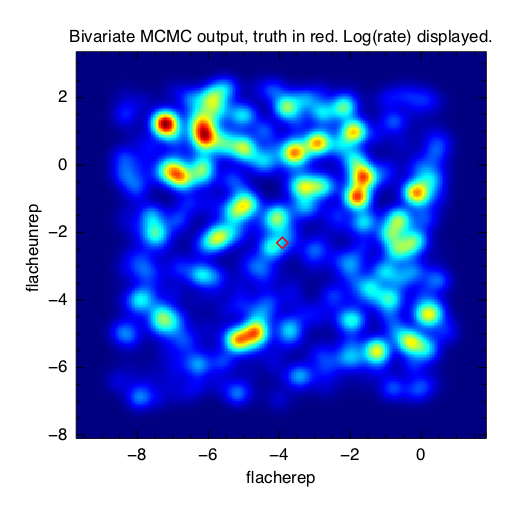 Bivariate MCMC output, truth in red. Log(rate) displayed.
2
0
−2
−4
−6
−8
flacheunrep
−8 −6 −4 −2 0
flacherep